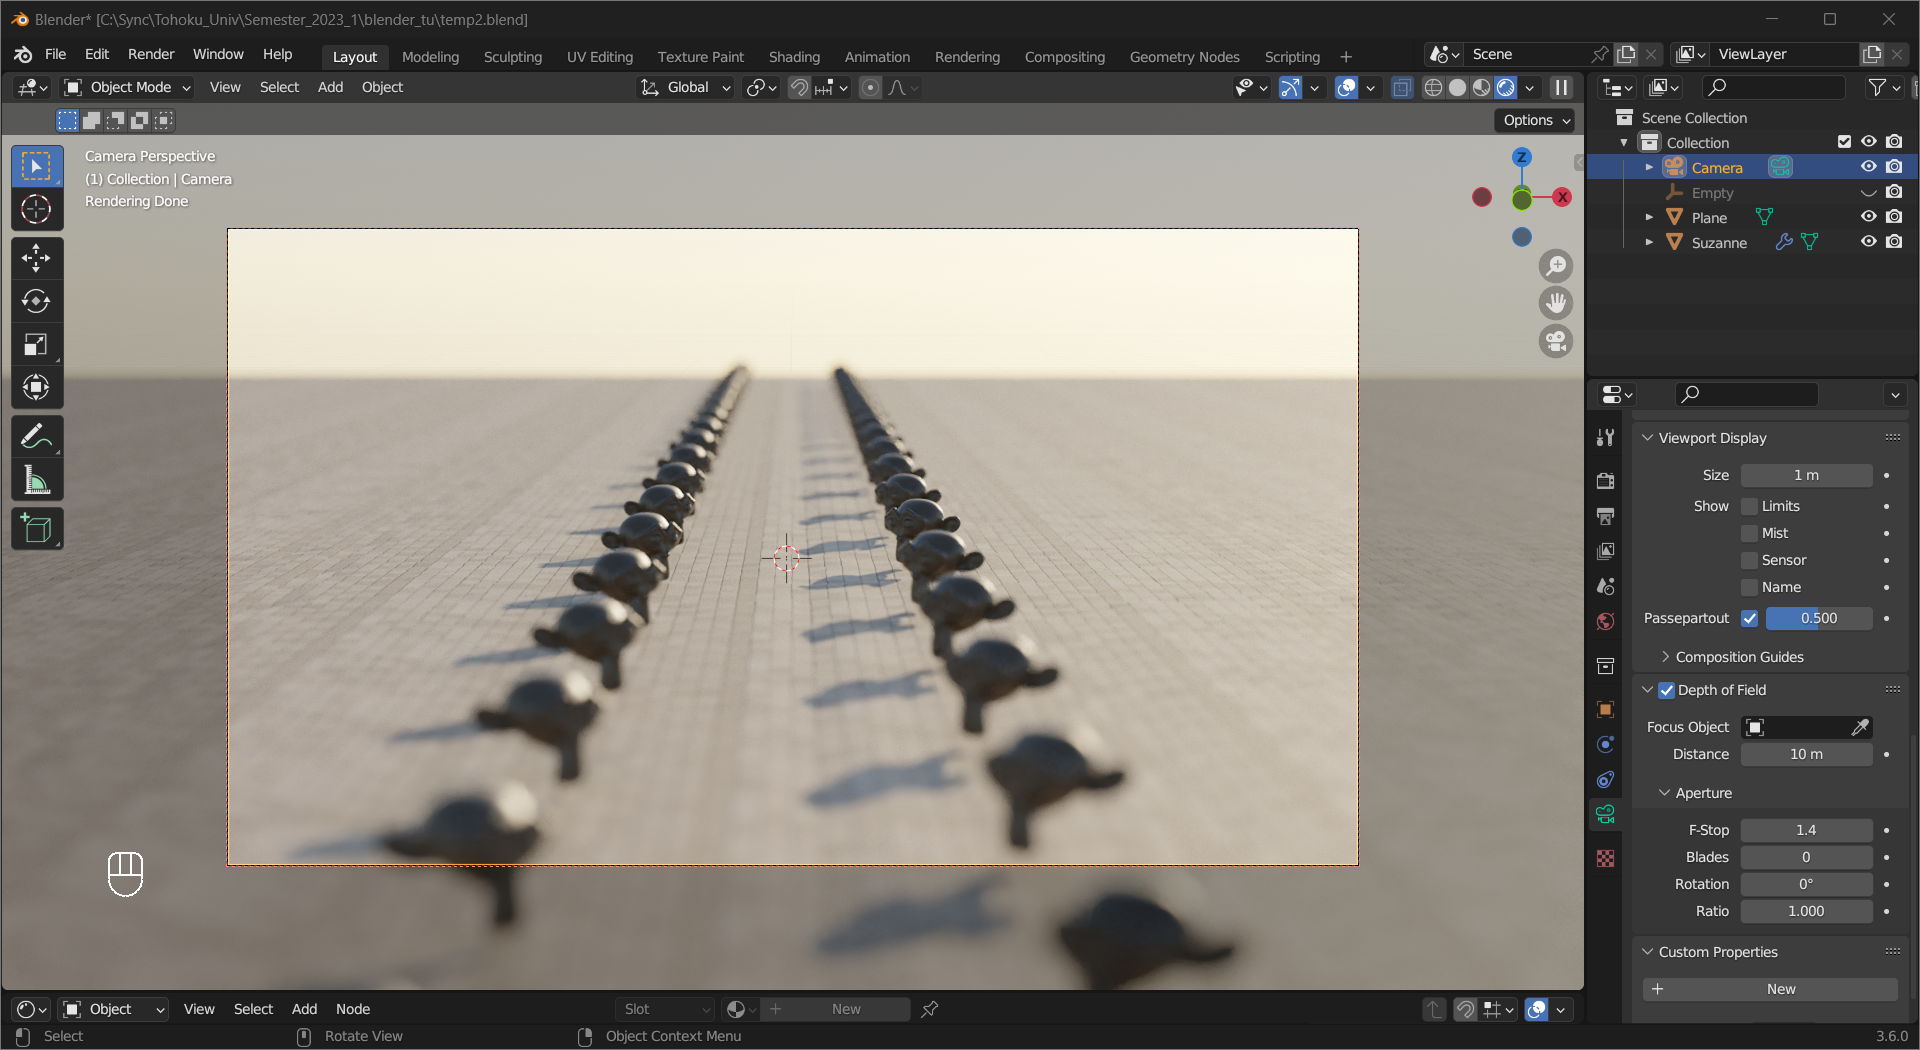 Blender* [C:\Sync\Tohoku_Univ\Semester_2023_1\blender_tu\temp2.blend]
File Edit Render Window Help Layout Modeling Sculpting UV Editing Texture Paint Shading Animation Rendering Compositing Geometry Nodes Scripting + Scene ViewLayer
Object Mode View Select Add Object Global
Options
Camera Perspective
(1) Collection | Camera
Rendering Done
Z
X
Scene Collection
Collection
Camera
Empty
Plane
Suzanne
Viewport Display
Size 1 m
Show Limits
Mist
Sensor
Name
Passepartout 0.500
Composition Guides
Depth of Field
Focus Object
Distance 10 m
Aperture
F-Stop 1.4
Blades 0
Rotation 0°
Ratio 1.000
Custom Properties
+ New
Object View Select Add Node Slot + New
Select Rotate View Object Context Menu 3.6.0